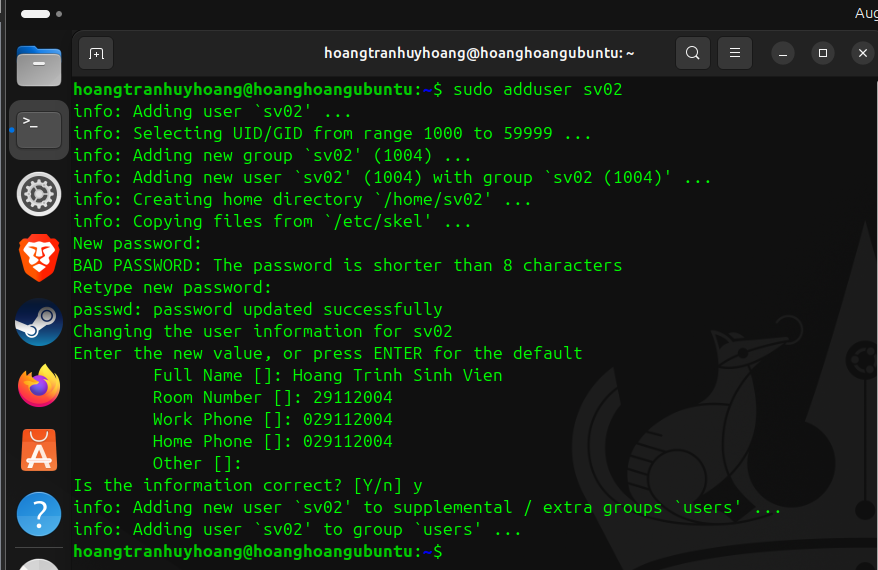 Aug
hoangtranhuyhoang@hoanghoangubuntu: ~
hoangtranhuyhoang@hoanghoangubuntu:~$ sudo adduser sv02
info: Adding user `sv02' ...
info: Selecting UID/GID from range 1000 to 59999 ...
info: Adding new group `sv02' (1004) ...
info: Adding new user `sv02' (1004) with group `sv02 (1004)' ...
info: Creating home directory `/home/sv02' ...
info: Copying files from `/etc/skel' ...
New password:
BAD PASSWORD: The password is shorter than 8 characters
Retype new password:
passwd: password updated successfully
Changing the user information for sv02
Enter the new value, or press ENTER for the default
Full Name []: Hoang Trinh Sinh Vien
Room Number []: 29112004
Work Phone []: 029112004
Home Phone []: 029112004
Other []:
Is the information correct? [Y/n] y
info: Adding new user `sv02' to supplemental / extra groups `users' ...
info: Adding user `sv02' to group `users' ...
hoangtranhuyhoang@hoanghoangubuntu:~$